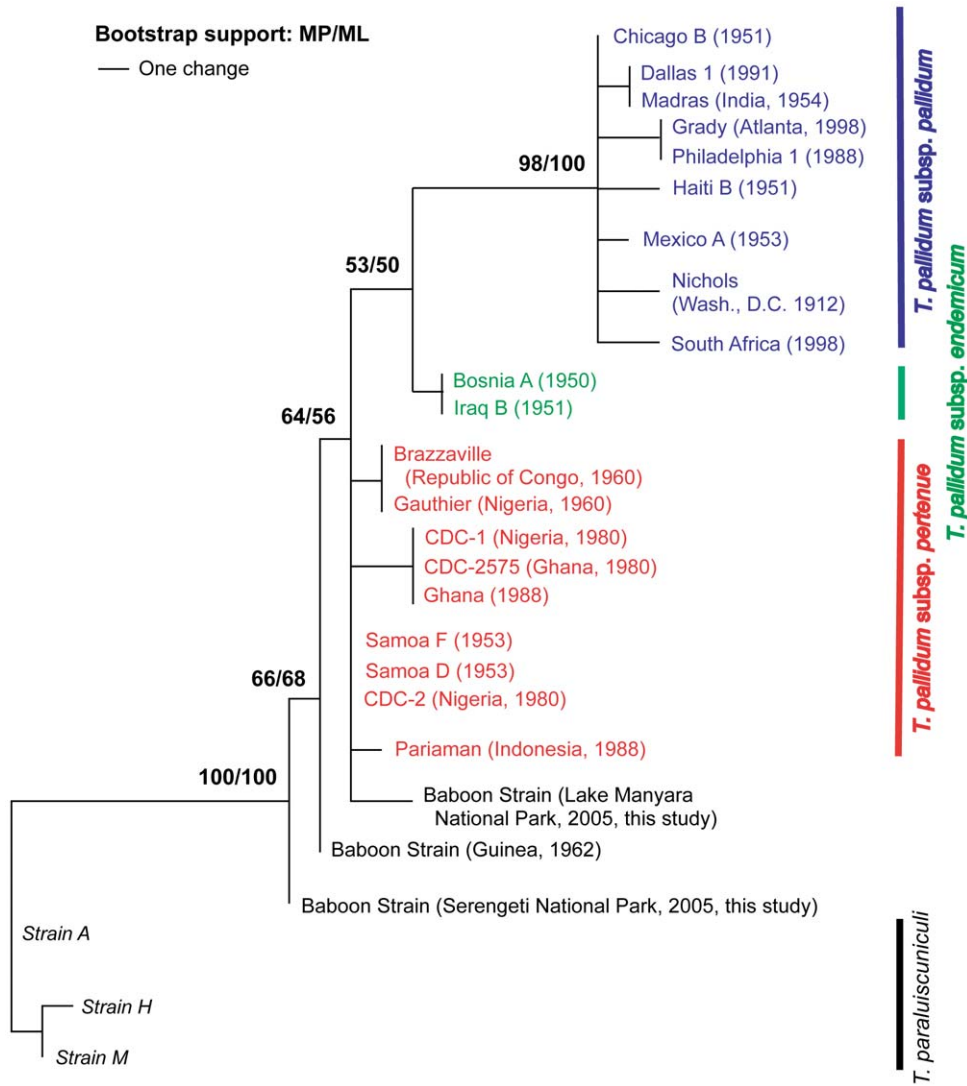 Bootstrap support: MP/ML
One change
Chicago B (1951)
Dallas 1 (1991)
Madras (India, 1954)
Grady (Atlanta, 1998)
Philadelphia 1 (1988)
98/100
Haiti B (1951)
Mexico A (1953)
53/50
Nichols
(Wash., D.C. 1912)
South Africa (1998)
Bosnia A (1950)
Iraq B (1951)
64/56
Brazzaville
(Republic of Congo, 1960)
Gauthier (Nigeria, 1960)
CDC-1 (Nigeria, 1980)
CDC-2575 (Ghana, 1980)
Ghana (1988)
Samoa F (1953)
Samoa D (1953)
66/68
CDC-2 (Nigeria, 1980)
Pariaman (Indonesia, 1988)
100/100
Baboon Strain (Lake Manyara
National Park, 2005, this study)
Baboon Strain (Guinea, 1962)
Baboon Strain (Serengeti National Park, 2005, this study)
Strain A
Strain H
Strain M
T. pallidum subsp. pallidum
T. pallidum subsp. endemicum
T. pallidum subsp. pertenue
T. paraluiscuniculi